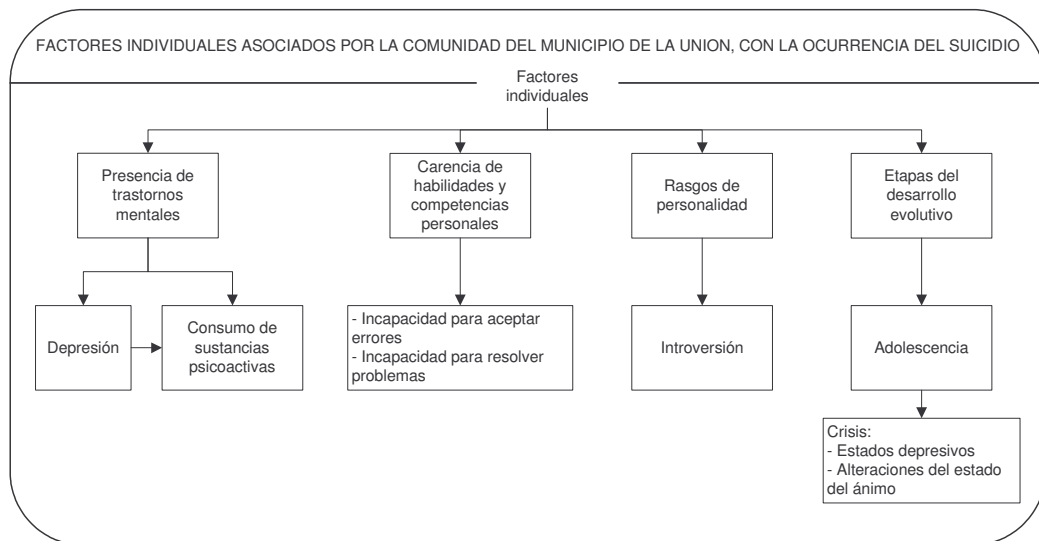 FACTORES INDIVIDUALES ASOCIADOS POR LA COMUNIDAD DEL MUNICIPIO DE LA UNION, CON LA OCURRENCIA DEL SUICIDIO
Factores
individuales
Presencia de
trastornos
mentales
Carencia de
habilidades y
competencias
personales
Rasgos de
personalidad
Etapas del
desarrollo
evolutivo
Depresión
Consumo de
sustancias
psicoactivas
- Incapacidad para aceptar
errores
- Incapacidad para resolver
problemas
Introversión
Adolescencia
Crisis:
- Estados depresivos
- Alteraciones del estado
del ánimo